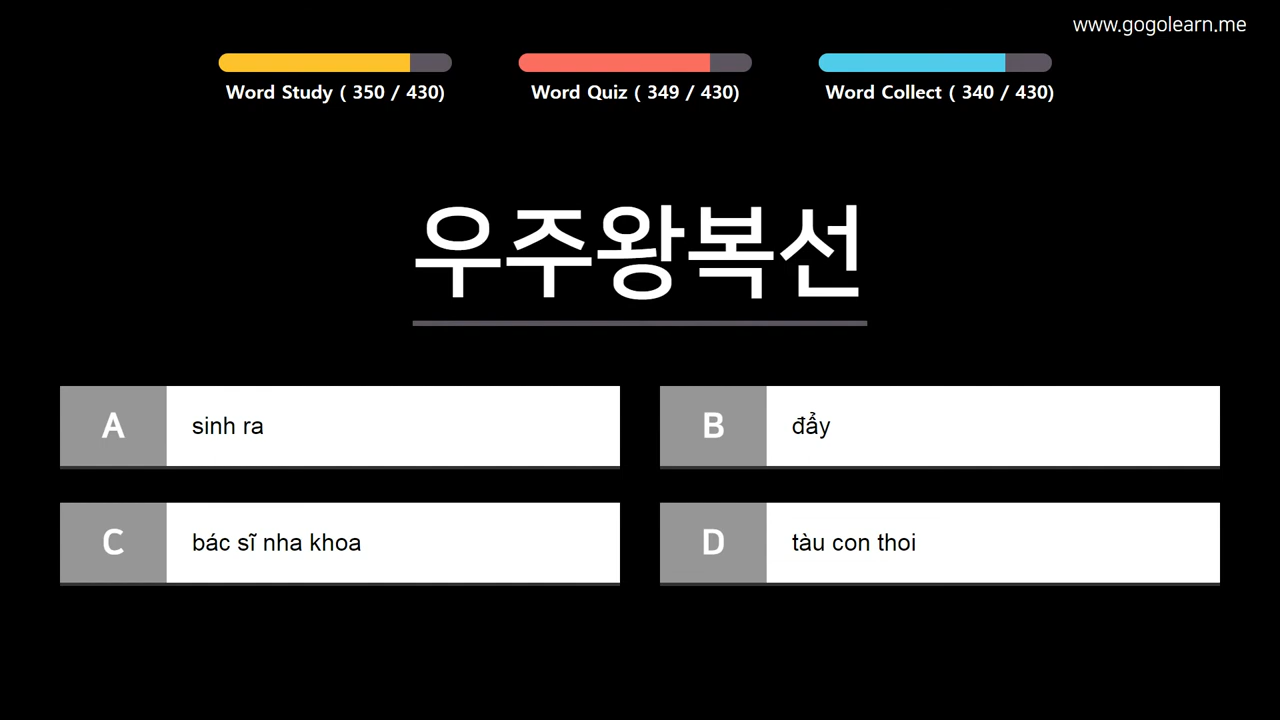 www.gogolearn.me
Word Study ( 350 / 430)
Word Quiz ( 349 / 430)
Word Collect ( 340 / 430)
우주왕복선
A sinh ra
B đẩy
C bác sĩ nha khoa
D tàu con thoi